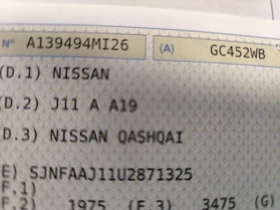 N° A139494MI26 (A) GC452WB
(D.1) NISSAN
(D.2) J11 A A19
(D.3) NISSAN QASHQAI
(E) SJNFAAJ11U2871325
(F.1)
(F.2) 1975 (F.3) 3475 (G)